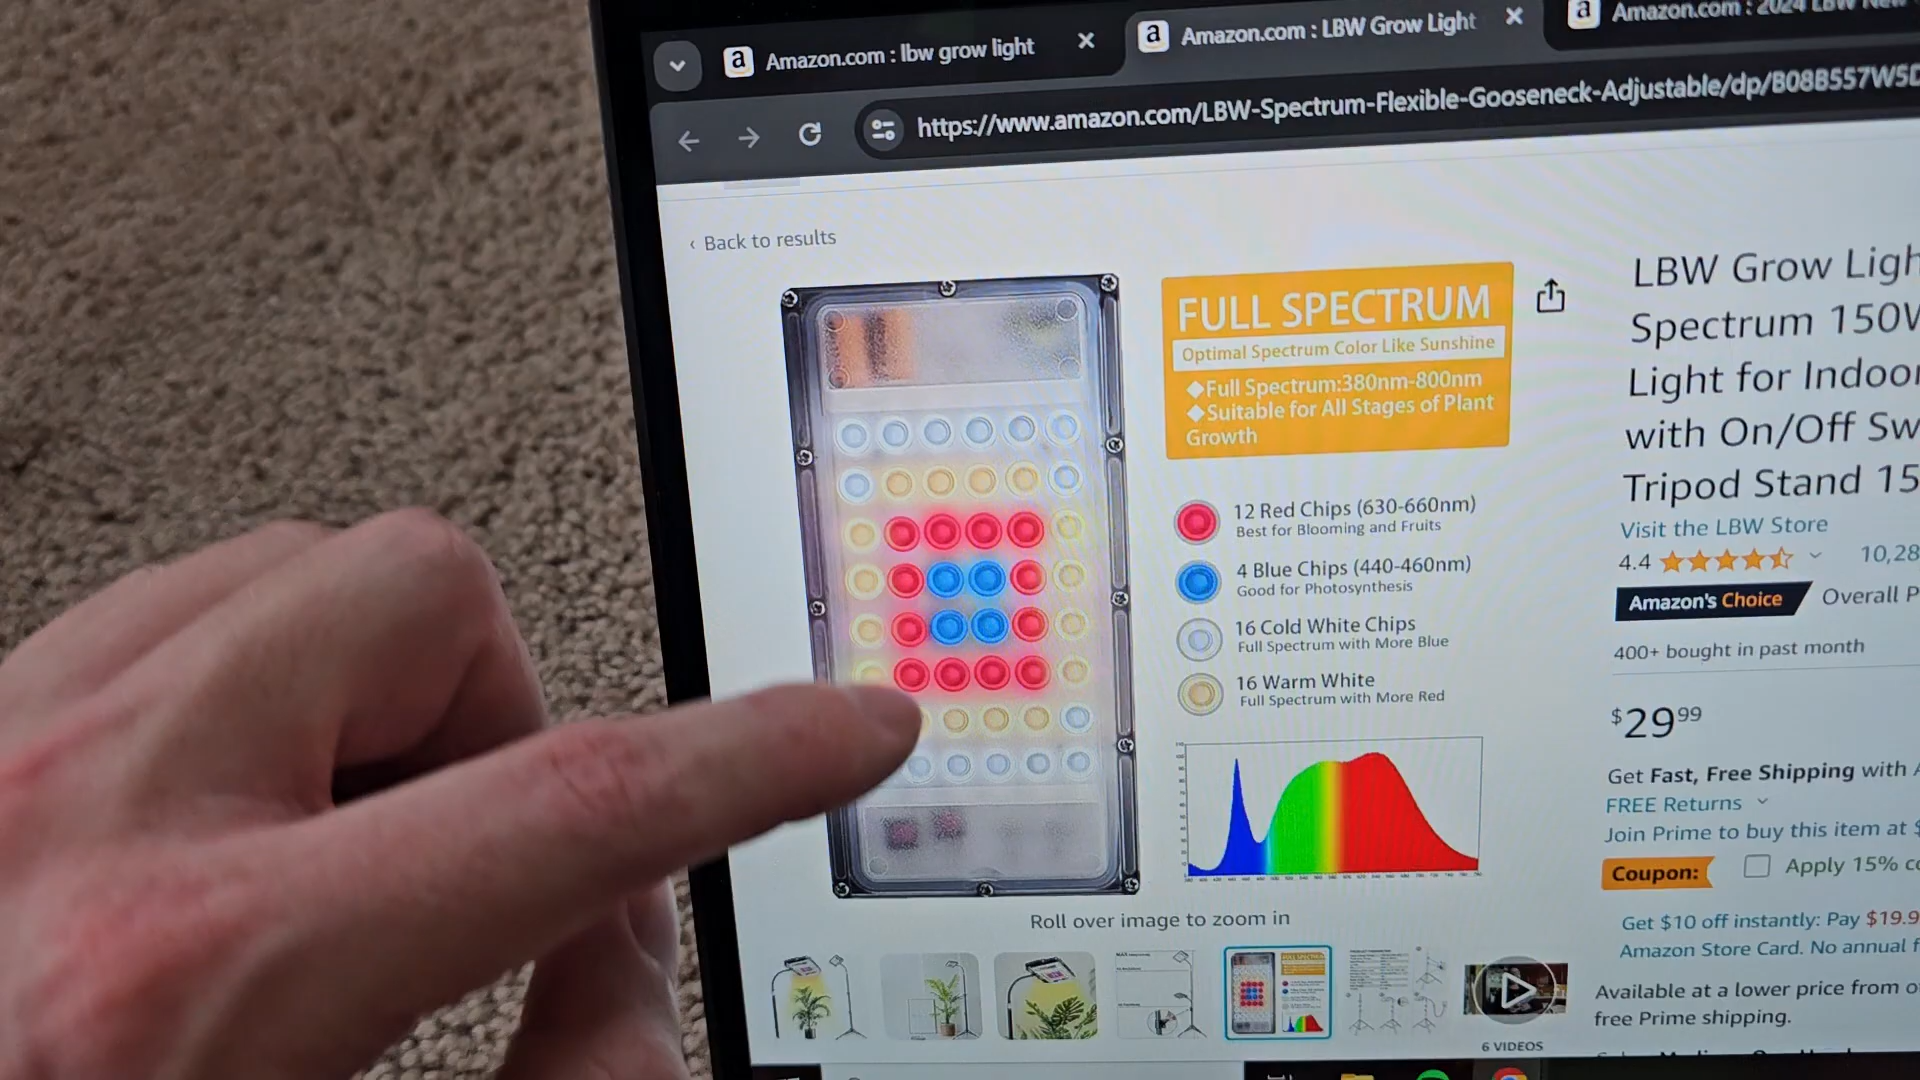 Amazon.com : lbw grow light
Amazon.com : LBW Grow Light
Amazon.com : 2024 LBW New
https://www.amazon.com/LBW-Spectrum-Flexible-Gooseneck-Adjustable/dp/B08B557W5D
‹ Back to results
FULL SPECTRUM
Optimal Spectrum Color Like Sunshine
◆Full Spectrum:380nm-800nm
◆Suitable for All Stages of Plant
Growth
12 Red Chips (630-660nm)
Best for Blooming and Fruits
4 Blue Chips (440-460nm)
Good for Photosynthesis
16 Cold White Chips
Full Spectrum with More Blue
16 Warm White
Full Spectrum with More Red
Roll over image to zoom in
6 VIDEOS
LBW Grow Ligh
Spectrum 150W
Light for Indoor
with On/Off Sw
Tripod Stand 15
Visit the LBW Store
4.4 10,28
Amazon's Choice Overall P
400+ bought in past month
$29 99
Get Fast, Free Shipping with A
FREE Returns
Join Prime to buy this item at $
Coupon: Apply 15% co
Get $10 off instantly: Pay $19.9
Amazon Store Card. No annual f
Available at a lower price from o
free Prime shipping.